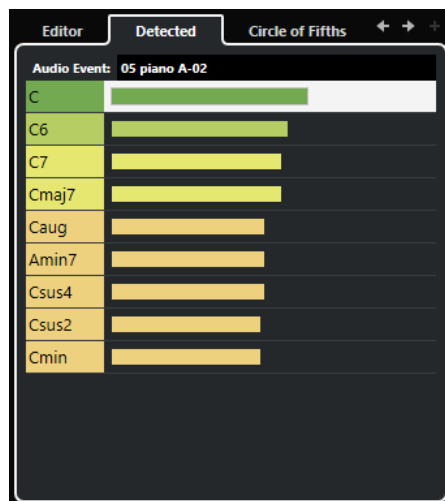 Editor Detected Circle of Fifths
Audio Event: 05 piano A-02
C
C6
C7
Cmaj7
Caug
Amin7
Csus4
Csus2
Cmin